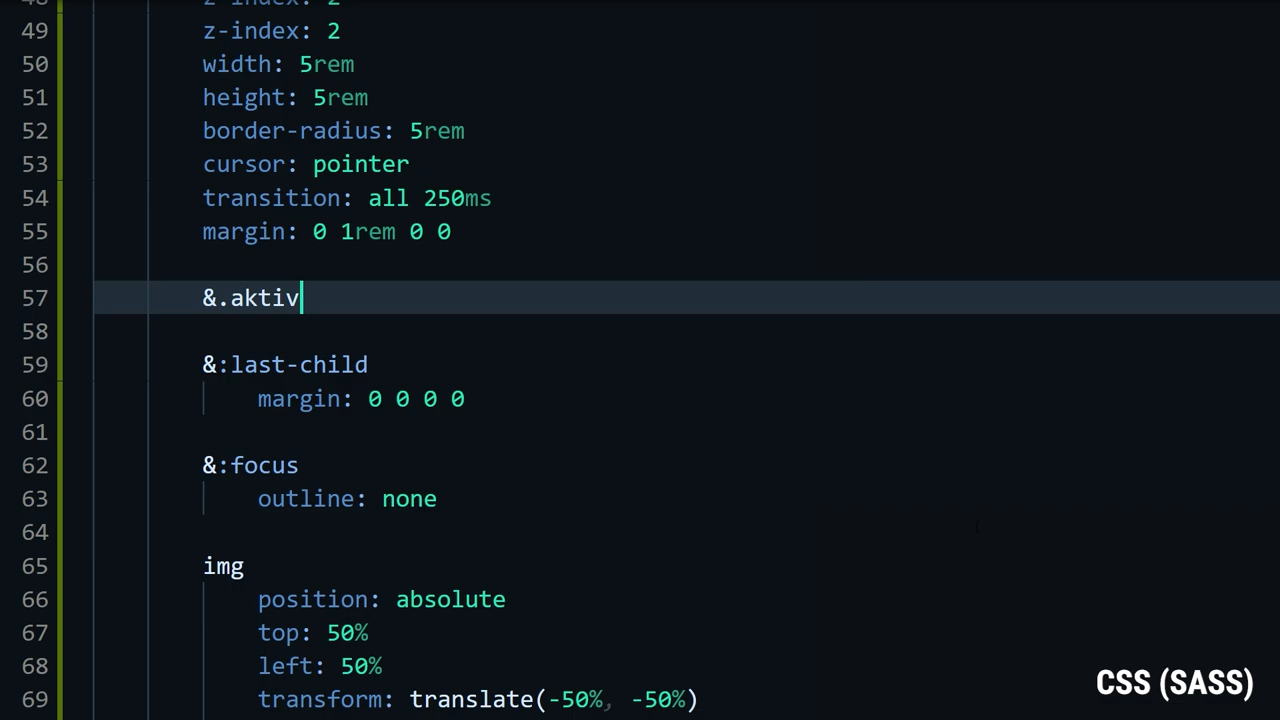 48 z-index: 2
49 z-index: 2
50 width: 5rem
51 height: 5rem
52 border-radius: 5rem
53 cursor: pointer
54 transition: all 250ms
55 margin: 0 1rem 0 0
56
57 &.aktiv
58
59 &:last-child
60 margin: 0 0 0 0
61
62 &:focus
63 outline: none
64
65 img
66 position: absolute
67 top: 50%
68 left: 50%
69 transform: translate(-50%, -50%)
CSS (SASS)